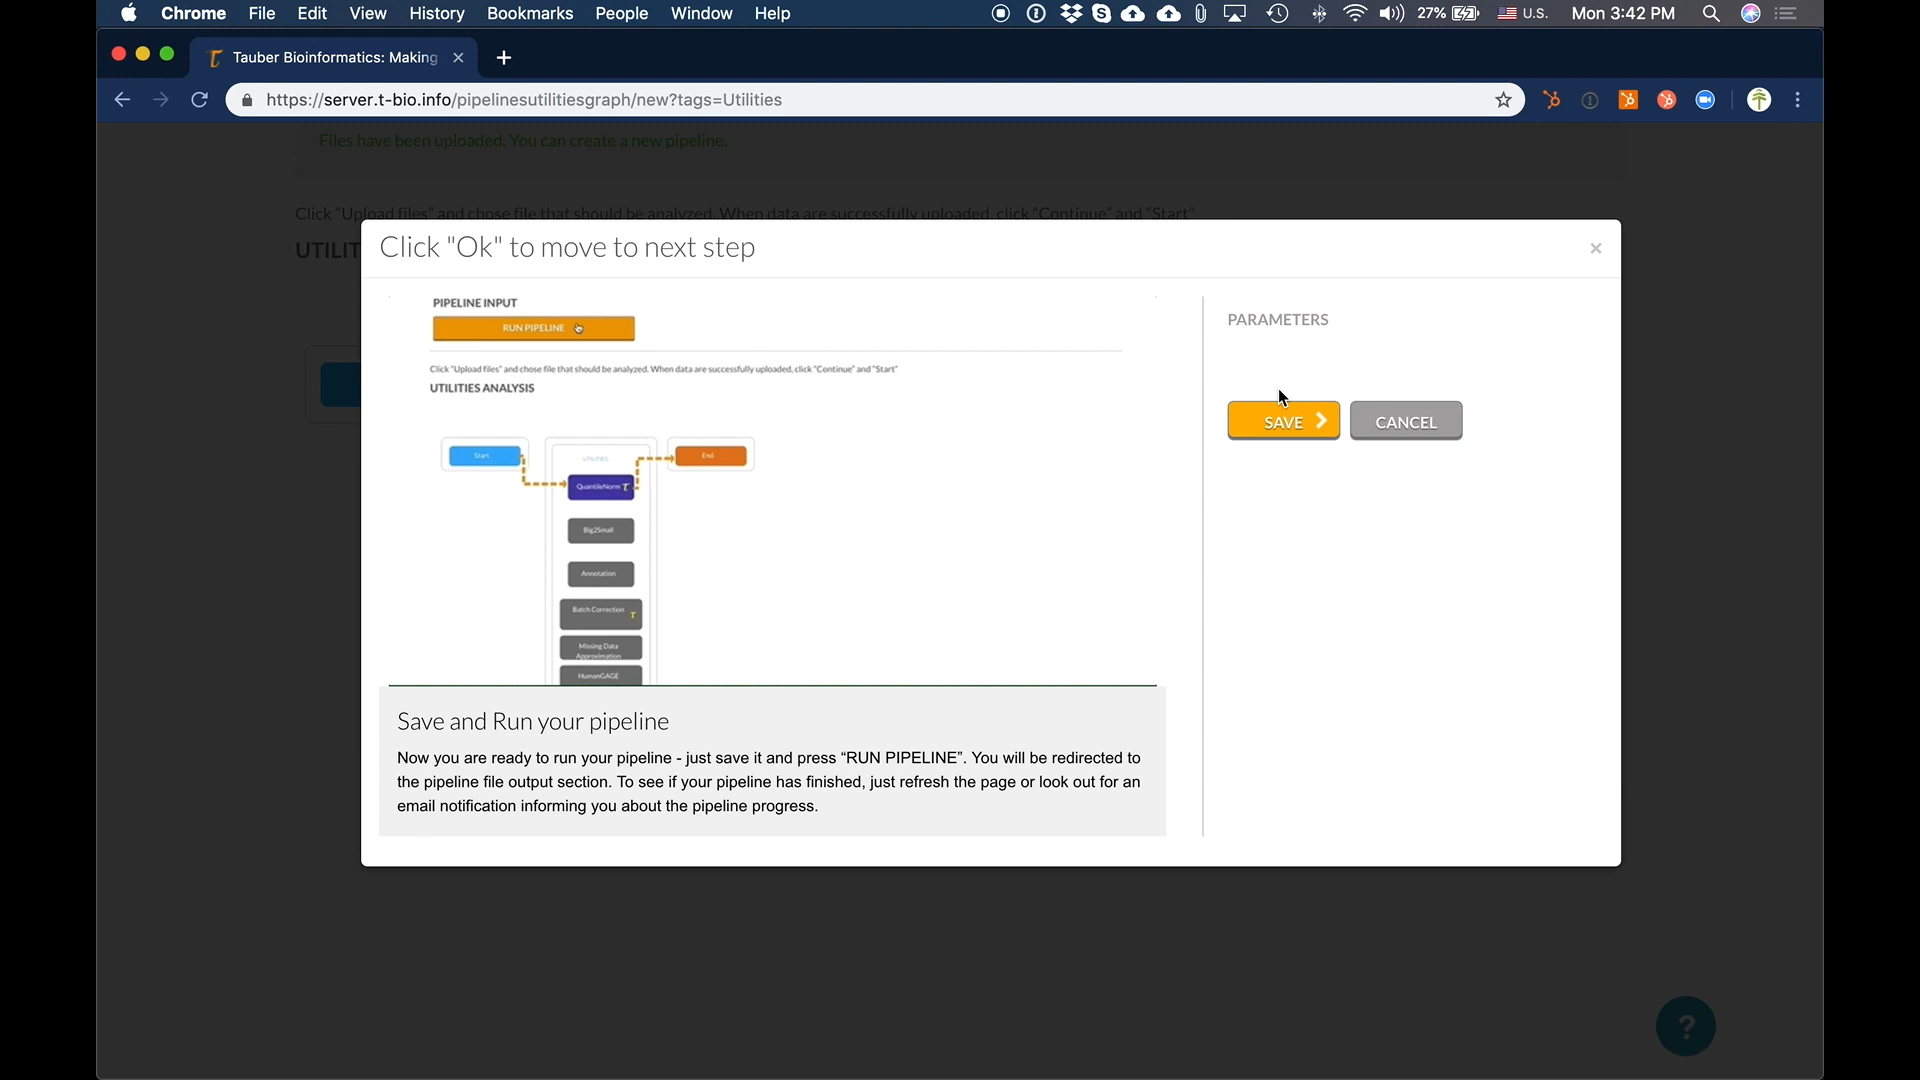 Chrome File Edit View History Bookmarks People Window Help 27% U.S. Mon 3:42 PM
Tauber Bioinformatics: Making
https://server.t-bio.info/pipelinesutilitiesgraph/new?tags=Utilities
Files have been uploaded. You can create a new pipeline.
Click "Upload files" and chose file that should be analyzed. When data are successfully uploaded, click "Continue" and "Start"
UTILIT
Click "Ok" to move to next step
PIPELINE INPUT
RUN PIPELINE
Click "Upload files" and chose file that should be analyzed. When data are successfully uploaded, click "Continue" and "Start"
UTILITIES ANALYSIS
Start
UTILITIES
End
QuantileNorm
Big2Small
Annotation
Batch Correction
Missing Data
Approximation
HumanGAGE
PARAMETERS
SAVE
CANCEL
Save and Run your pipeline
Now you are ready to run your pipeline - just save it and press “RUN PIPELINE”. You will be redirected to
the pipeline file output section. To see if your pipeline has finished, just refresh the page or look out for an
email notification informing you about the pipeline progress.
?